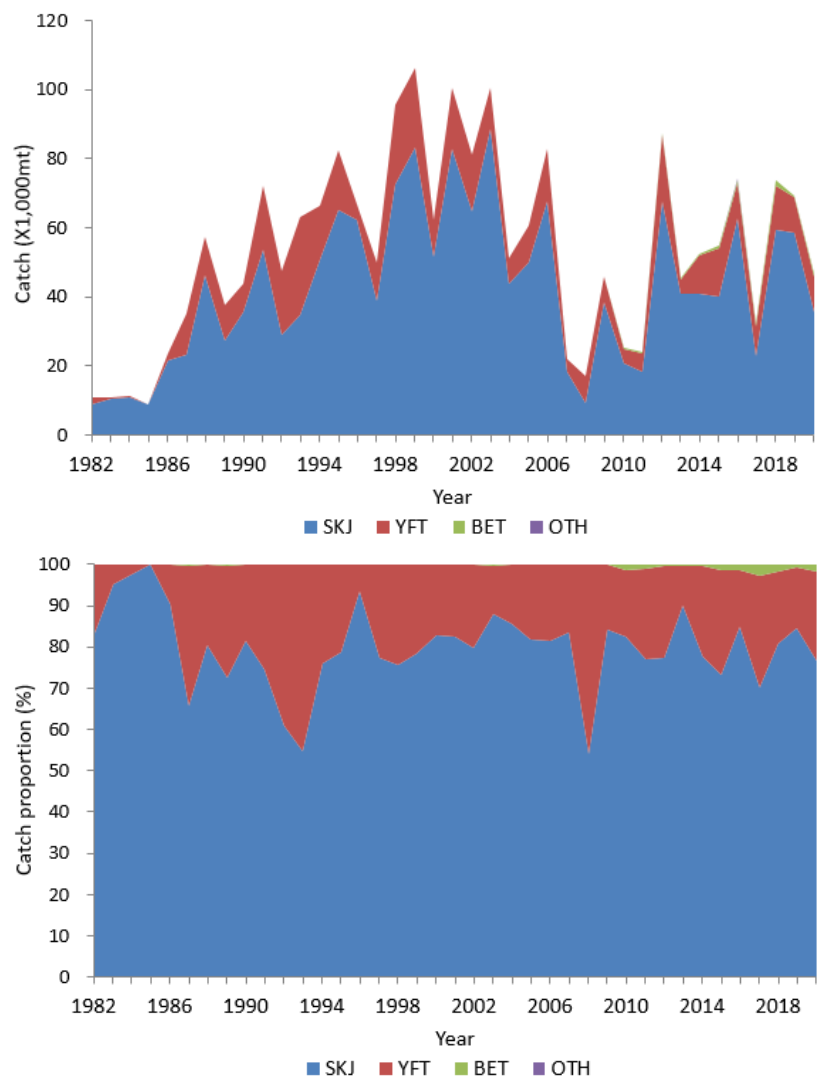 120
100
80
60
40
20
0
Catch (X1,000mt)
1982 1986 1990 1994 1998 2002 2006 2010 2014 2018
Year
SKJ YFT BET OTH
100
90
80
70
60
50
40
30
20
10
0
Catch proportion (%)
1982 1986 1990 1994 1998 2002 2006 2010 2014 2018
Year
SKJ YFT BET OTH